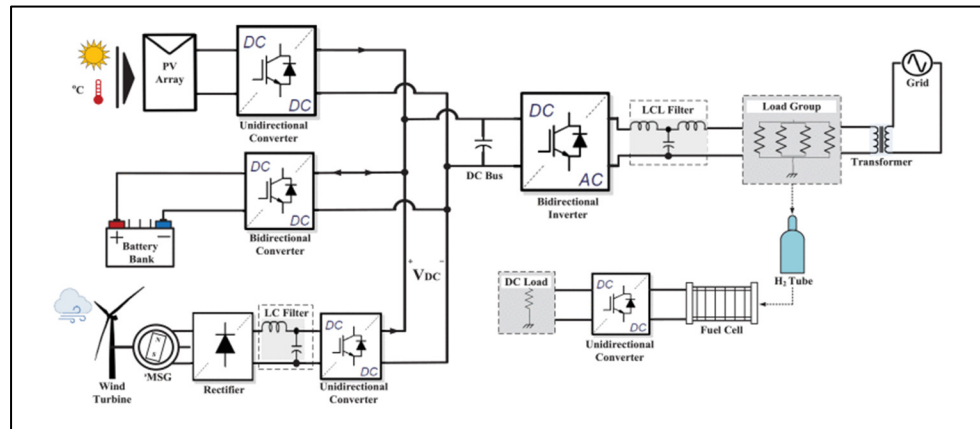 °C
PV
Array
DC
DC
Unidirectional
Converter
DC
DC
Bidirectional
Converter
+ −
Battery
Bank
Wind
Turbine
N
S
'MSG
Rectifier
LC Filter
DC
DC
Unidirectional
Converter
+ −
VDC
DC Bus
DC
AC
Bidirectional
Inverter
LCL Filter
Load Group
Transformer
Grid
H2 Tube
Fuel Cell
DC
DC
Unidirectional
Converter
DC Load